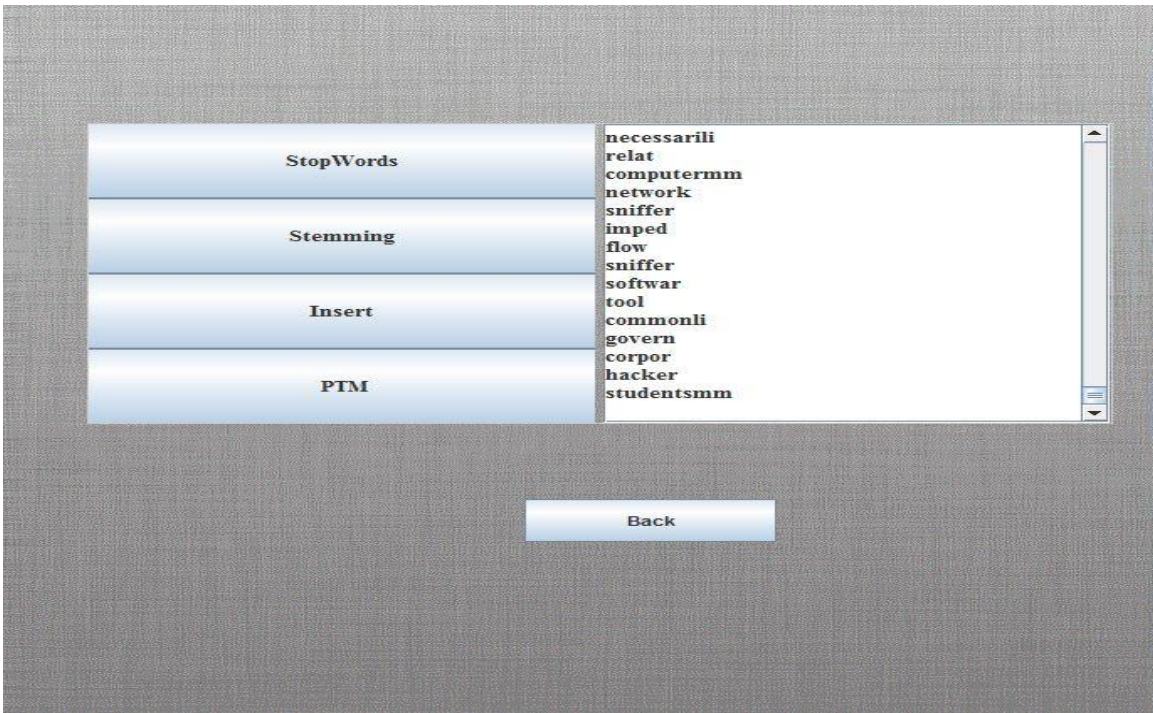 StopWords
Stemming
Insert
PTM
necessarili
relat
computermm
network
sniffer
imped
flow
sniffer
softwar
tool
commonli
govern
corpor
hacker
studentsmm
Back